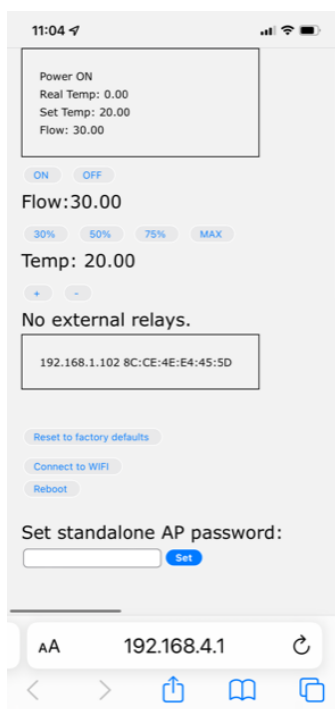 11:04
Power ON
Real Temp: 0.00
Set Temp: 20.00
Flow: 30.00
ON OFF
Flow:30.00
30% 50% 75% MAX
Temp: 20.00
+ -
No external relays.
192.168.1.102 8C:CE:4E:E4:45:5D
Reset to factory defaults
Connect to WIFI
Reboot
Set standalone AP password:
Set
AA 192.168.4.1